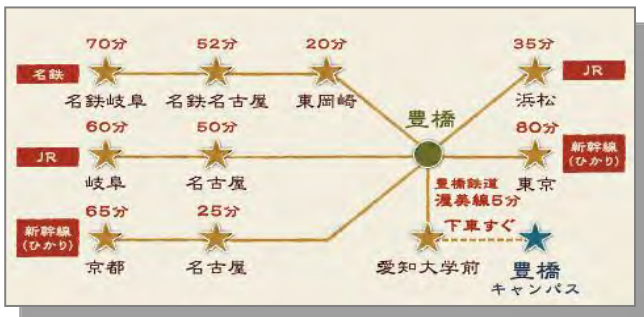 70分 52分 20分 35分
名鉄 JR
名鉄岐阜 名鉄名古屋 東岡崎 浜松
豊橋
60分 50分 80分
JR 新幹線
(ひかり)
岐阜 名古屋 東京
豊橋鉄道
渥美線5分
65分 25分
下車すぐ
新幹線
(ひかり)
京都 名古屋 愛知大学前 豊橋
キャンパス